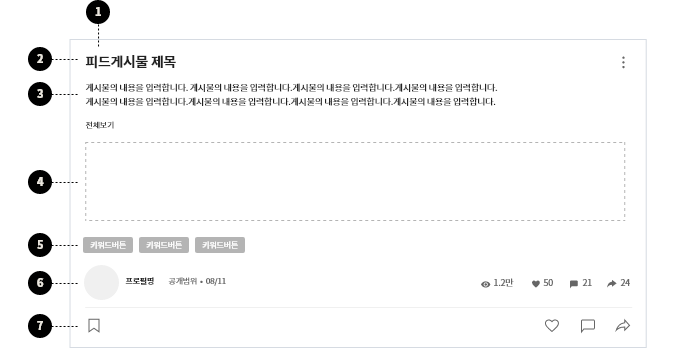 1
2
피드게시물 제목
3
게시물의 내용을 입력합니다. 게시물의 내용을 입력합니다.게시물의 내용을 입력합니다.게시물의 내용을 입력합니다.
게시물의 내용을 입력합니다.게시물의 내용을 입력합니다.게시물의 내용을 입력합니다.게시물의 내용을 입력합니다.
전체보기
4
5
키워드버튼 키워드버튼 키워드버튼
6
프로필명 공개범위 • 08/11 1.2만 50 21 24
7